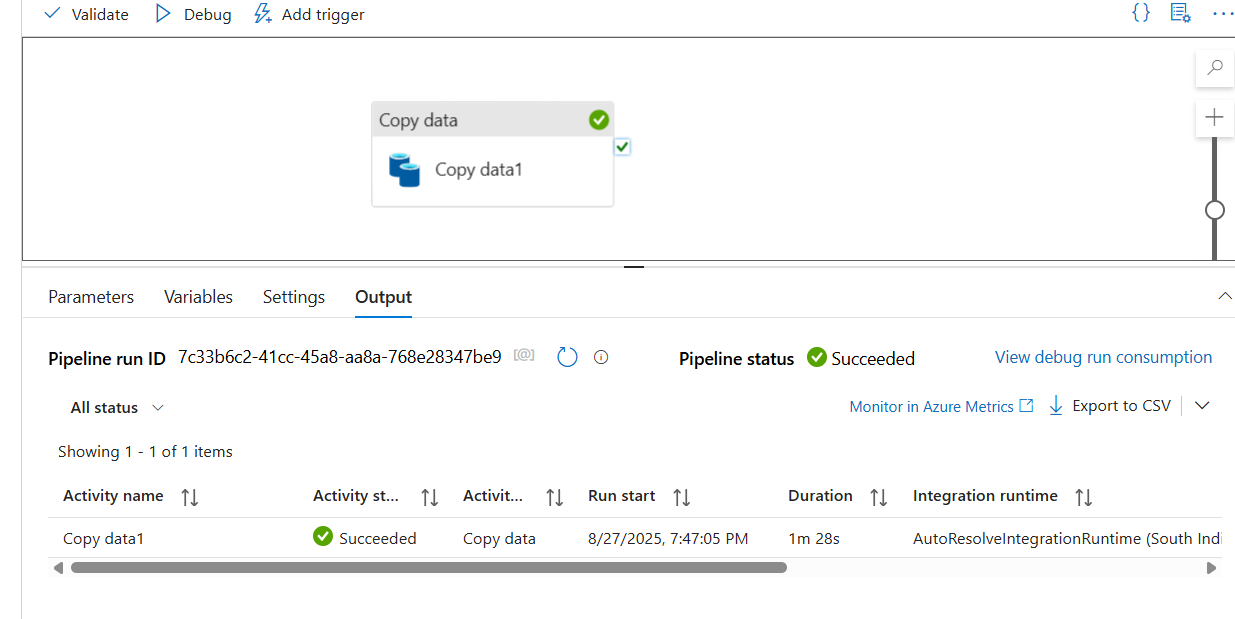 Validate Debug Add trigger {} ...
Copy data
Copy data1
Parameters Variables Settings Output
Pipeline run ID 7c33b6c2-41cc-45a8-aa8a-768e28347be9 [@] Pipeline status Succeeded View debug run consumption
All status Monitor in Azure Metrics Export to CSV
Showing 1 - 1 of 1 items
Activity name Activity st... Activit... Run start Duration Integration runtime
Copy data1 Succeeded Copy data 8/27/2025, 7:47:05 PM 1m 28s AutoResolveIntegrationRuntime (South Indi